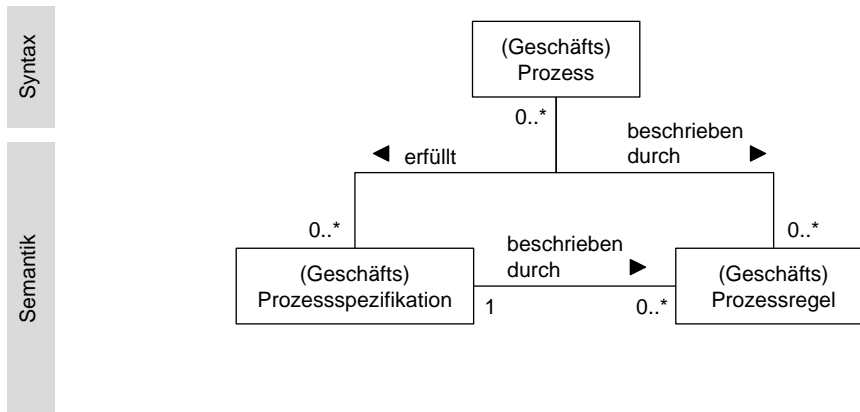 Syntax
(Geschäfts)
Prozess
0..*
erfüllt
beschrieben
durch
Semantik
0..*
0..*
(Geschäfts)
Prozessspezifikation
beschrieben
durch
(Geschäfts)
Prozessregel
1
0..*